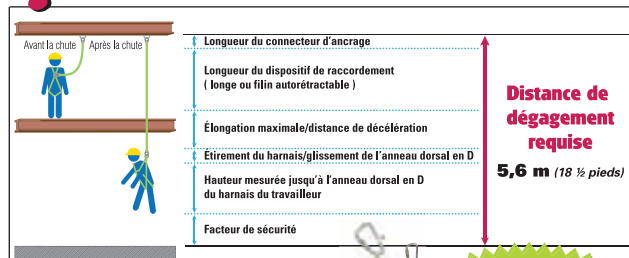 Avant la chute
Après la chute
Longueur du connecteur d'ancrage
Longueur du dispositif de raccordement
( longe ou filin autorétractable )
Élongation maximale/distance de décélération
Étirement du harnais/glissement de l'anneau dorsal en D
Hauteur mesurée jusqu'à l'anneau dorsal en D
du harnais du travailleur
Facteur de sécurité
Distance de
dégagement
requise
5,6 m (18 ½ pieds)